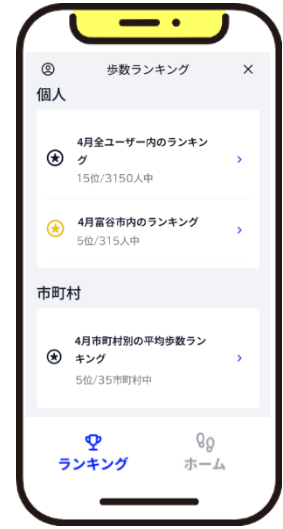 歩数ランキング
個人
4月全ユーザー内のランキン
グ
15位/3150人中
4月富谷市内のランキング
5位/315人中
市町村
4月市町村別の平均歩数ラン
キング
5位/35市町村中
ランキング
ホーム